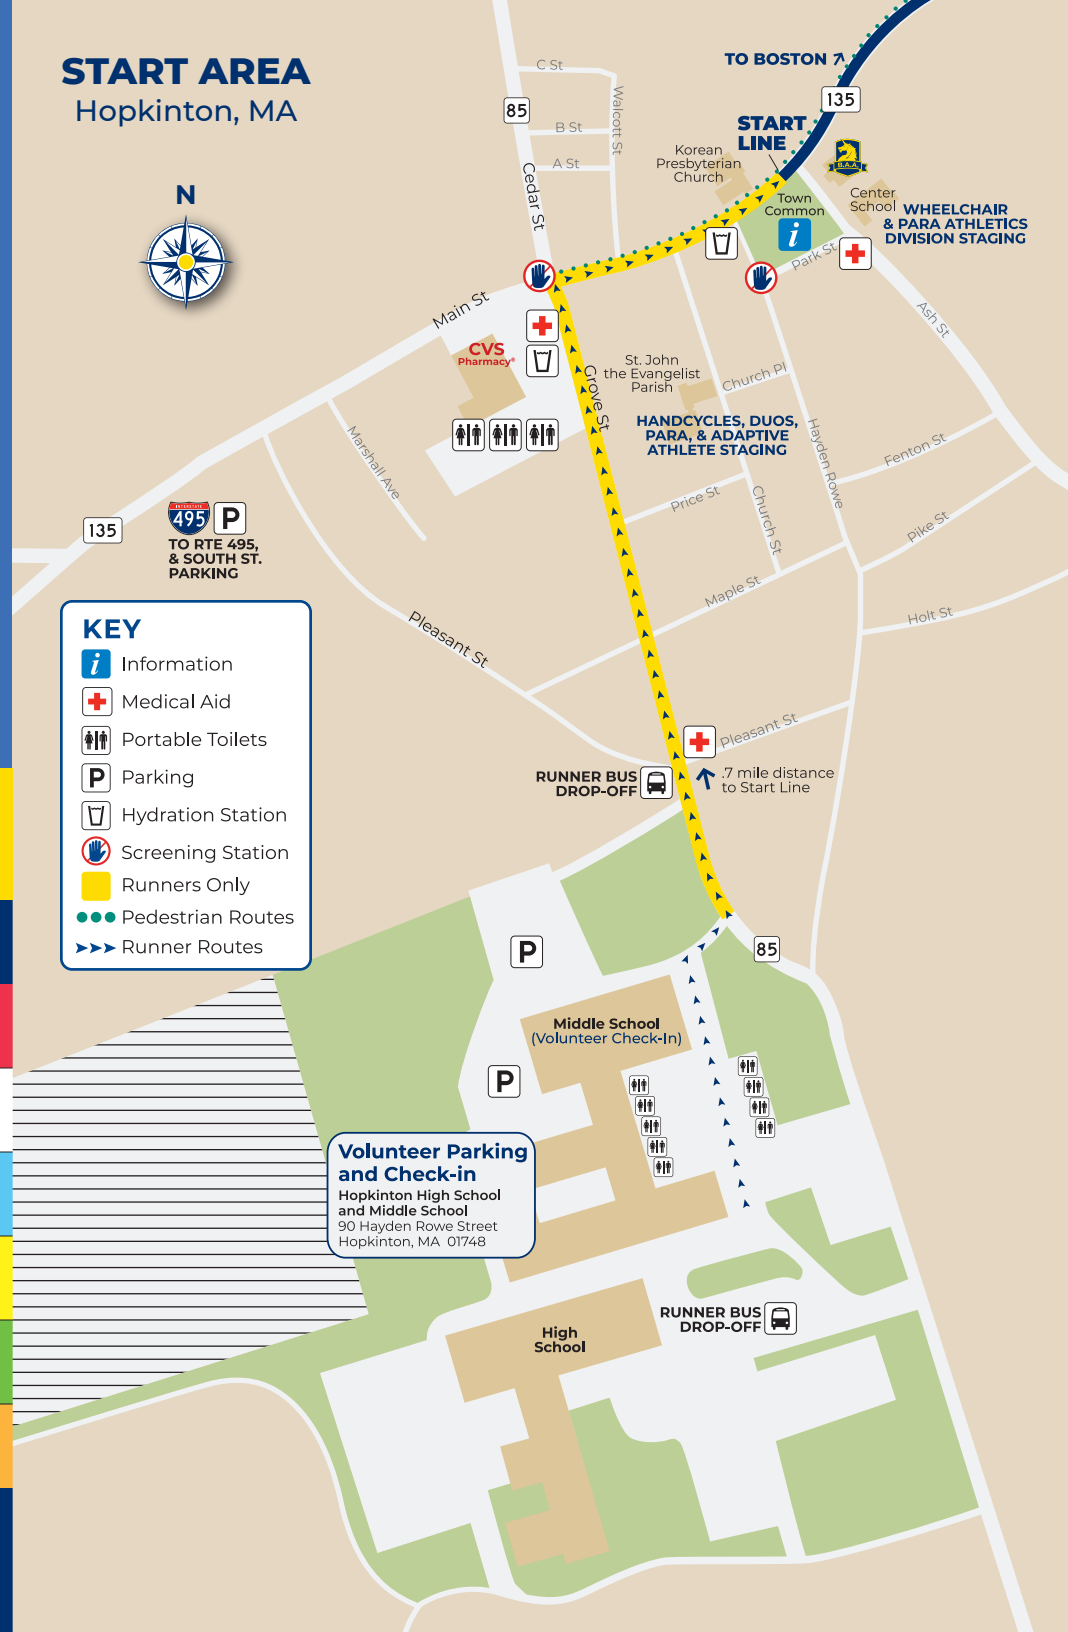 START AREA
Hopkinton, MA
N
TO BOSTON
135
85
C St
Walcott St
B St
A St
Cedar St
START
LINE
Korean
Presbyterian
Church
B.A.A.
Town
Common
i
Center
School
WHEELCHAIR
& PARA ATHLETICS
DIVISION STAGING
Park St
Ash St
Main St
CVS
Pharmacy®
Grove St
St. John
the Evangelist
Parish
Church Pl
HANDCYCLES, DUOS,
PARA, & ADAPTIVE
ATHLETE STAGING
Hayden Rowe
Fenton St
Marshall Ave
Price St
Church St
Pike St
135
INTERSTATE
495
P
TO RTE 495,
& SOUTH ST.
PARKING
Maple St
Holt St
Pleasant St
KEY
i Information
Medical Aid
Portable Toilets
P Parking
Hydration Station
Screening Station
Runners Only
Pedestrian Routes
Runner Routes
Pleasant St
RUNNER BUS
DROP-OFF
.7 mile distance
to Start Line
85
P
Middle School
(Volunteer Check-In)
P
Volunteer Parking
and Check-in
Hopkinton High School
and Middle School
90 Hayden Rowe Street
Hopkinton, MA 01748
RUNNER BUS
DROP-OFF
High
School